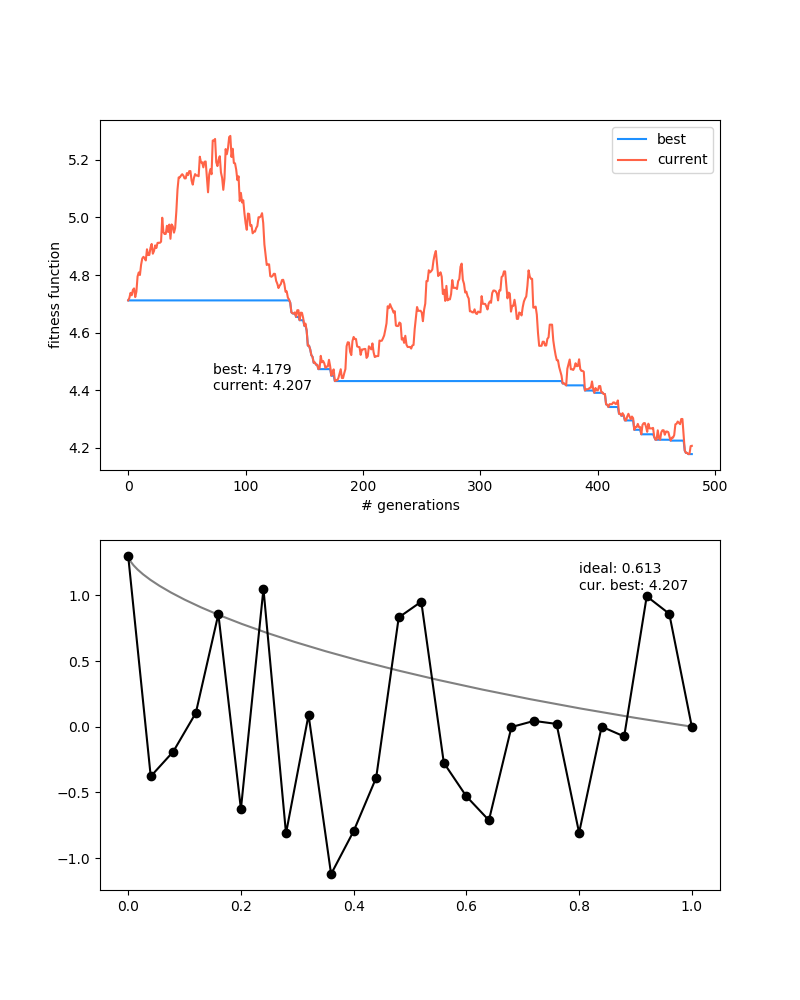 best
current
5.2
5.0
4.8
4.6
4.4
4.2
fitness function
best: 4.179
current: 4.207
0
100
200
300
400
500
# generations
ideal: 0.613
cur. best: 4.207
1.0
0.5
0.0
−0.5
−1.0
0.0
0.2
0.4
0.6
0.8
1.0